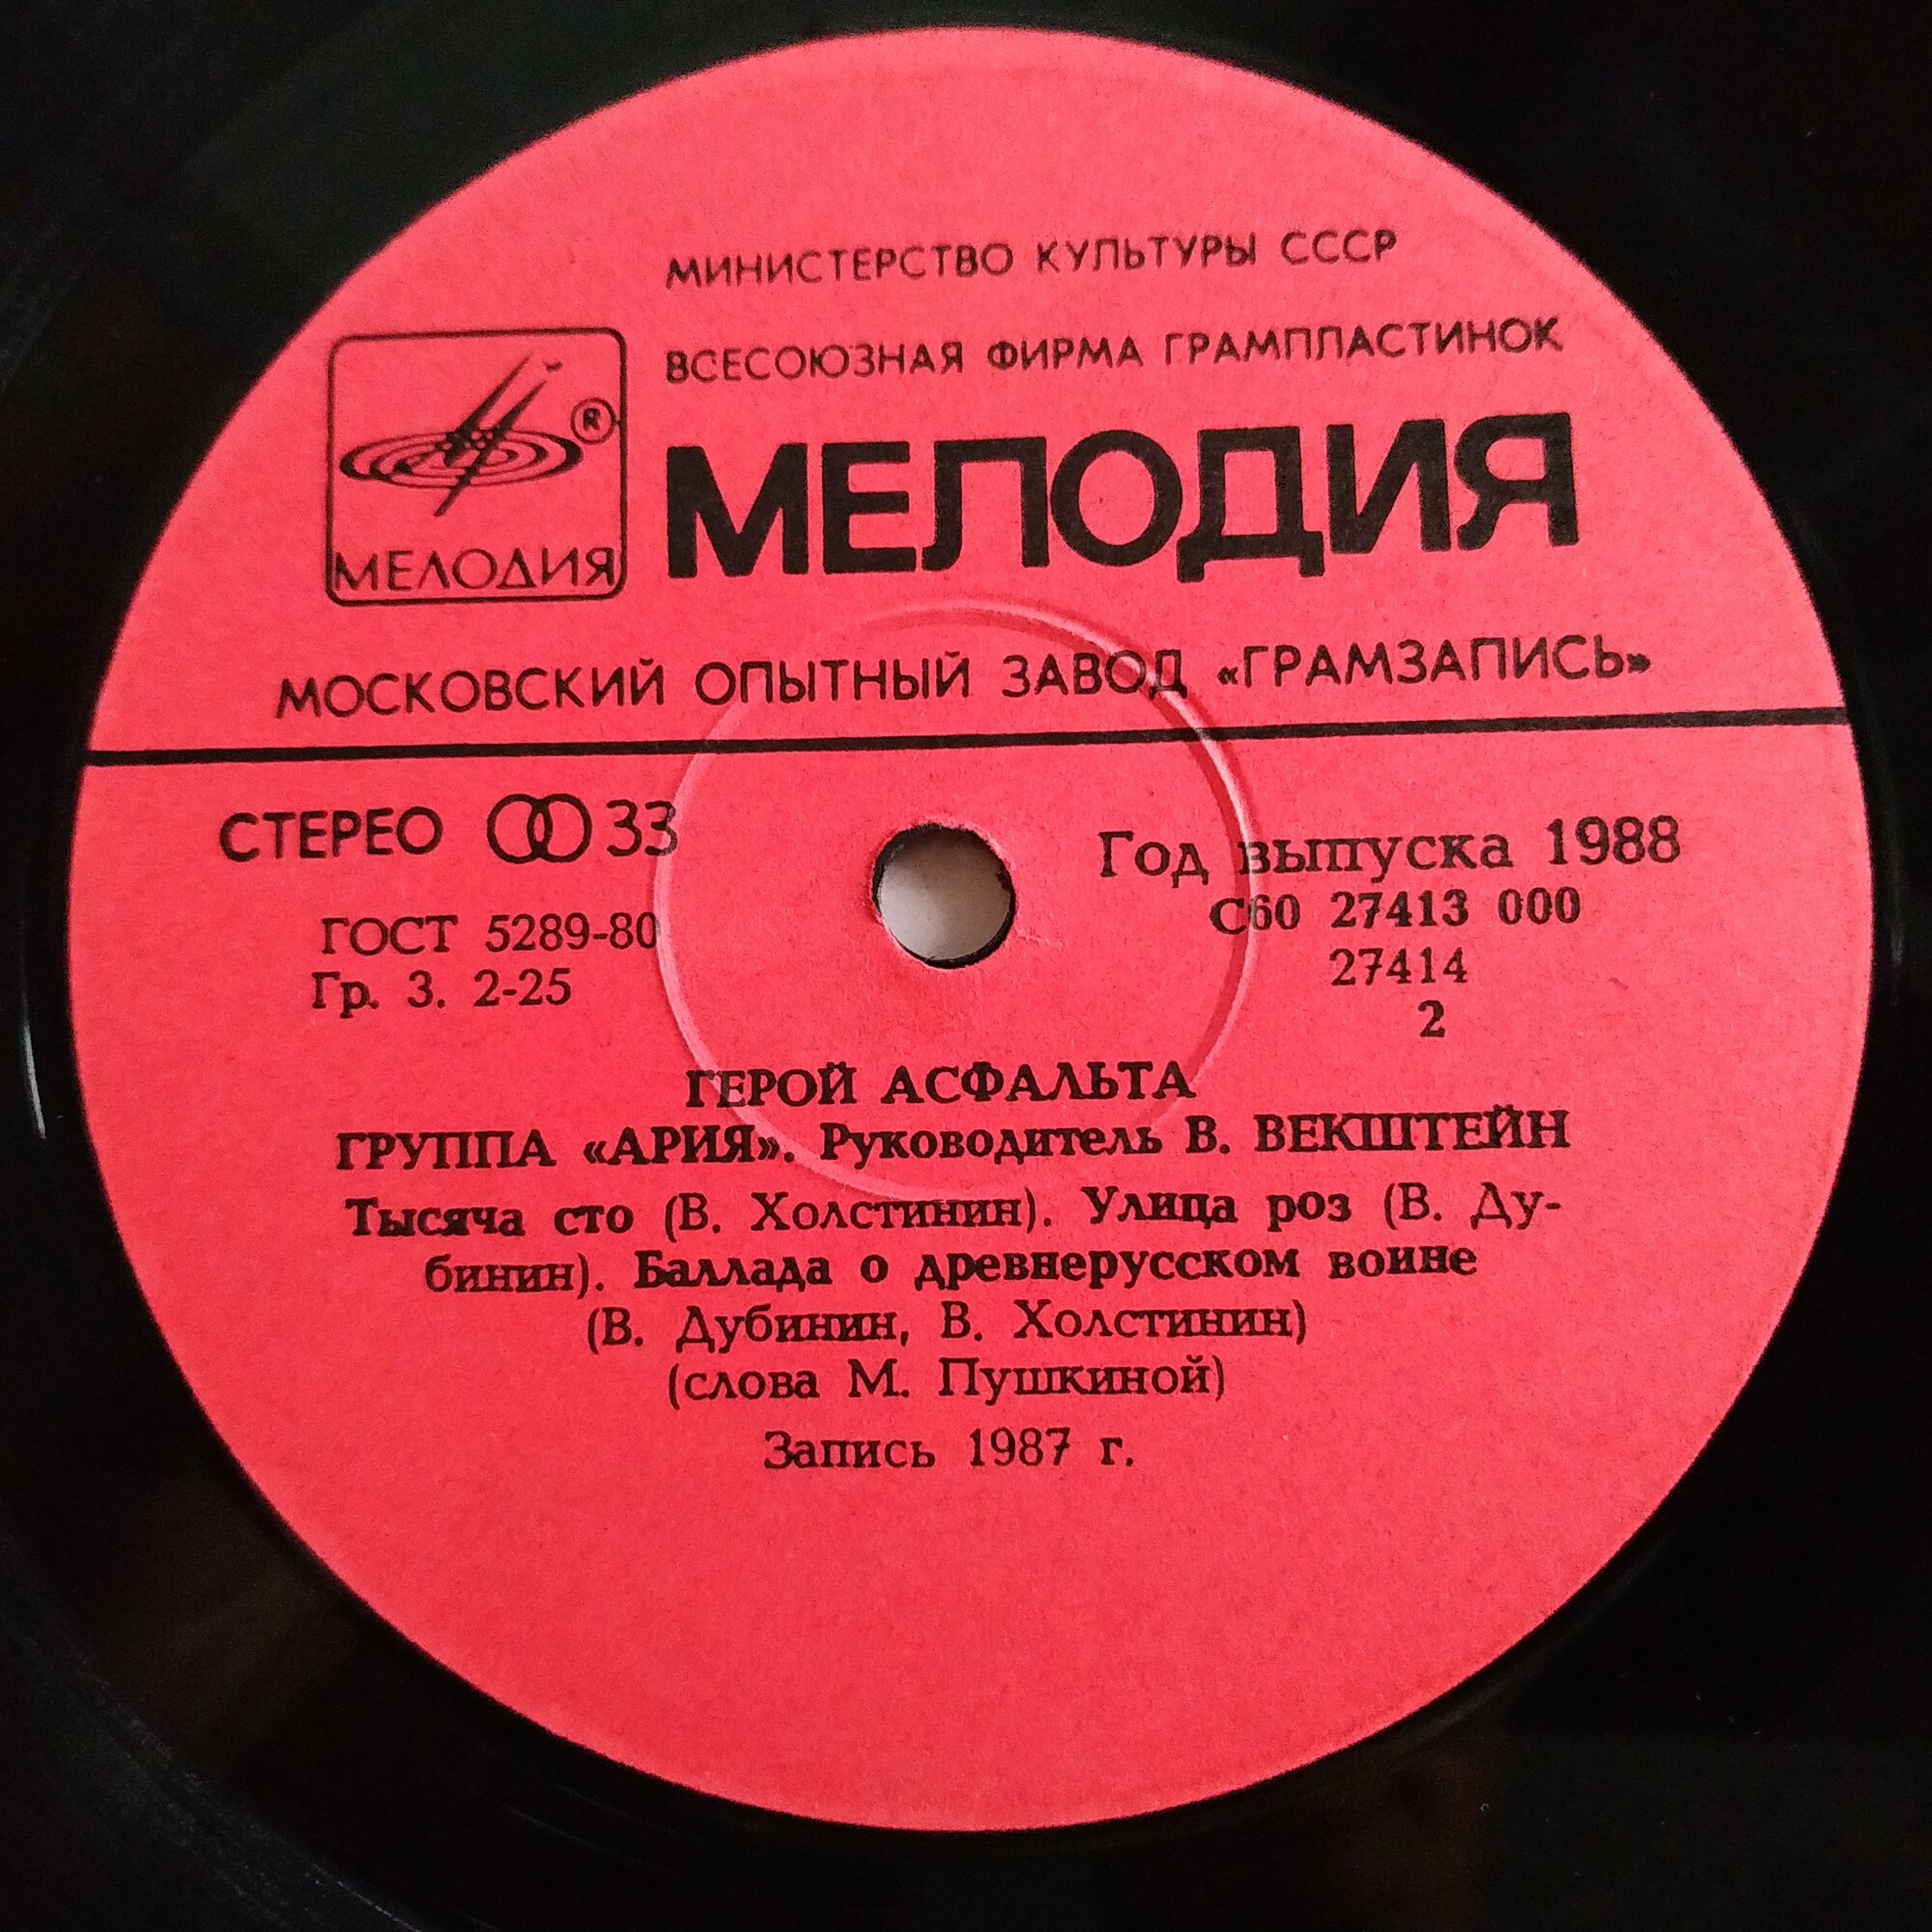 МИНИСТЕРСТВО КУЛЬТУРЫ СССР
ВСЕСОЮЗНАЯ ФИРМА ГРАМПЛАСТИНОК
®
МЕЛОДИЯ
МЕЛОДИЯ
МОСКОВСКИЙ ОПЫТНЫЙ ЗАВОД «ГРАМЗАПИСЬ»
СТЕРЕО 33
Год выпуска 1988
ГОСТ 5289-80
С60 27413 000
Гр. 3. 2-25
27414
2
ГЕРОЙ АСФАЛЬТА
ГРУППА «АРИЯ». Руководитель В. ВЕКШТЕЙН
Тысяча сто (В. Холстинин). Улица роз (В. Ду-
бинин). Баллада о древнерусском воине
(В. Дубинин, В. Холстинин)
(слова М. Пушкиной)
Запись 1987 г.